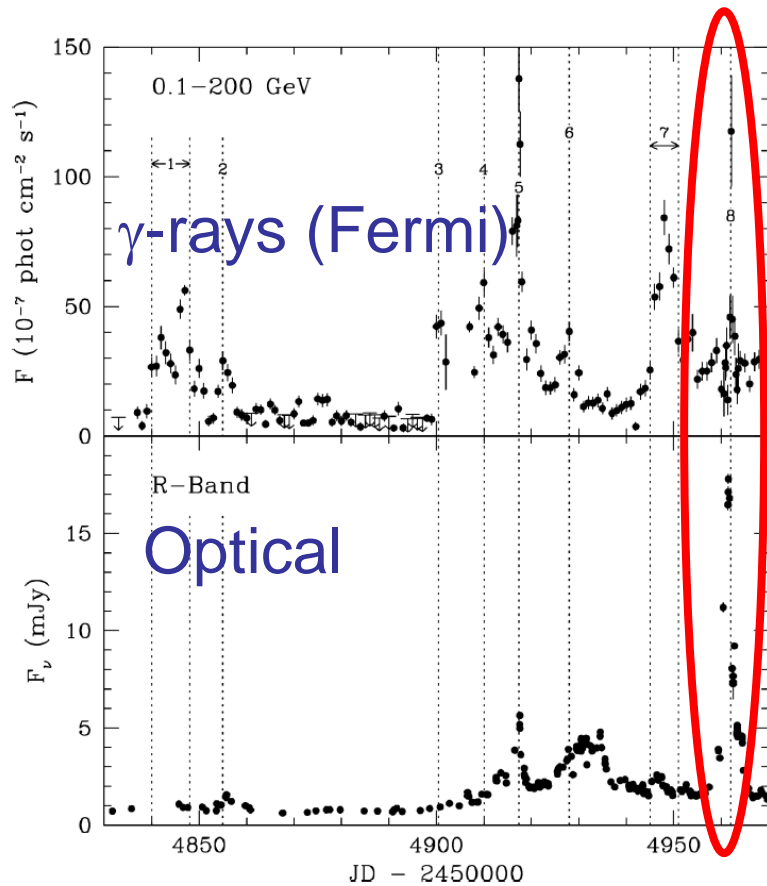 150
0.1–200 GeV
100
1
2
3
4
5
6
7
8
γ-rays (Fermi)
F (10⁻⁷ phot cm⁻² s⁻¹)
50
0
R-Band
15
Optical
10
F_ν (mJy)
5
0
4850
4900
4950
JD − 2450000